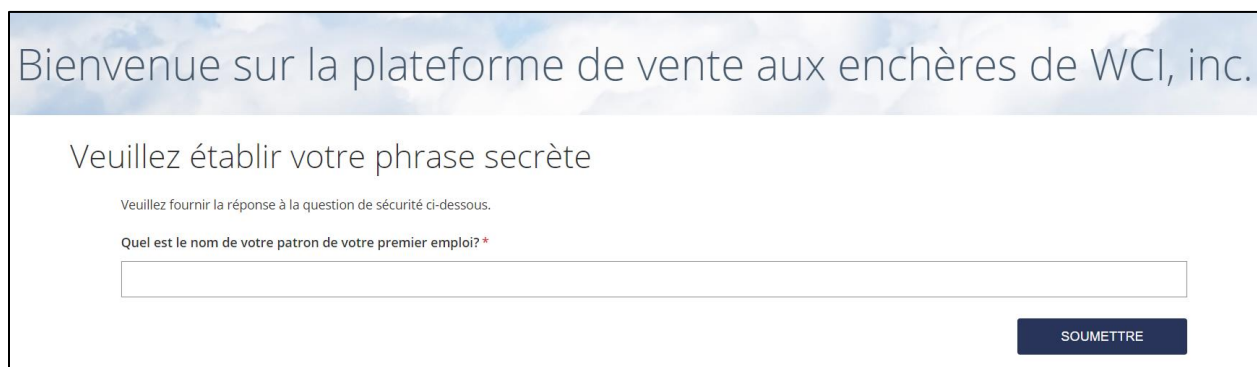 Bienvenue sur la plateforme de vente aux enchères de WCI, inc.
Veuillez établir votre phrase secrète
Veuillez fournir la réponse à la question de sécurité ci-dessous.
Quel est le nom de votre patron de votre premier emploi? *
SOUMETTRE